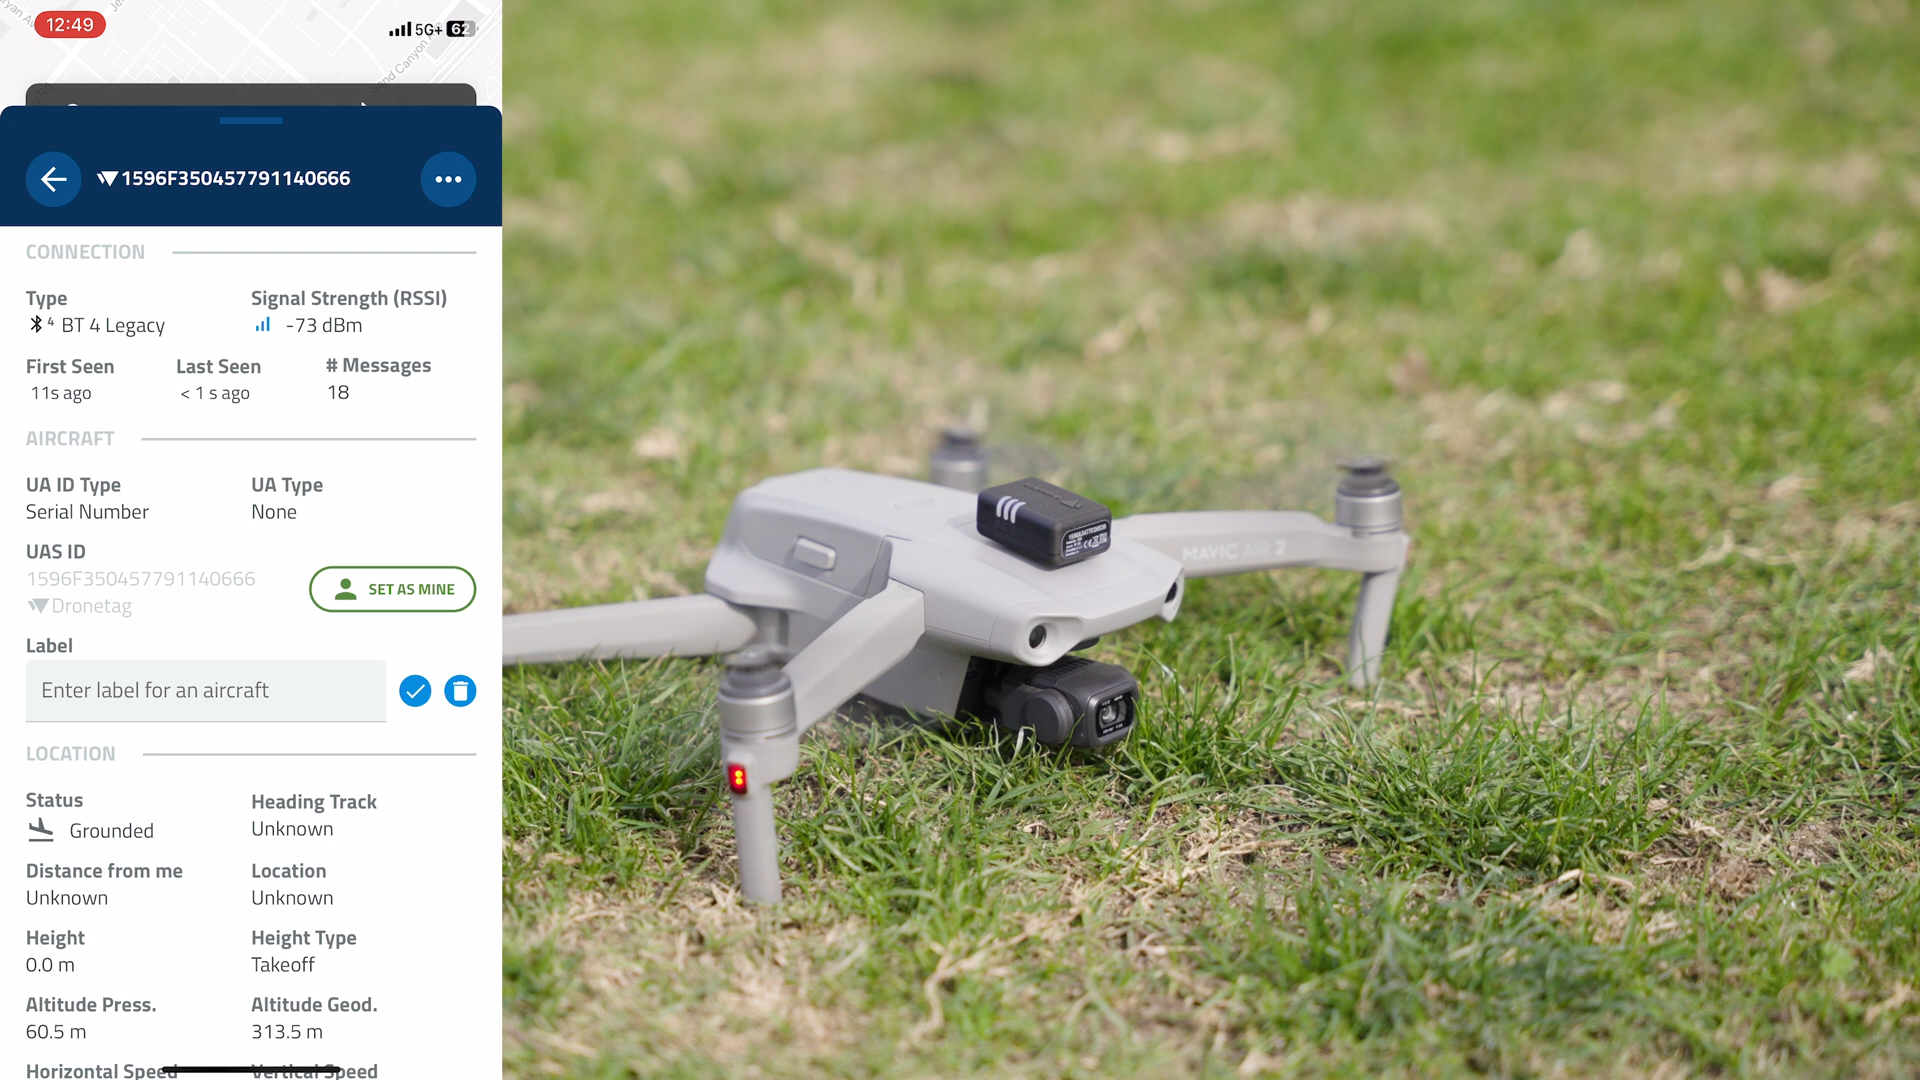 12:49
5G+ 62
Sand Canyon
1596F350457791140666
CONNECTION
Type
Signal Strength (RSSI)
4 BT 4 Legacy
-73 dBm
First Seen
Last Seen
# Messages
11s ago
< 1 s ago
18
AIRCRAFT
UA ID Type
UA Type
Serial Number
None
UAS ID
1596F350457791140666
SET AS MINE
Dronetag
Label
Enter label for an aircraft
LOCATION
Status
Heading Track
Grounded
Unknown
Distance from me
Location
Unknown
Unknown
Height
Height Type
0.0 m
Takeoff
Altitude Press.
Altitude Geod.
60.5 m
313.5 m
Horizontal Speed
Vertical Speed
MAVIC AIR 2